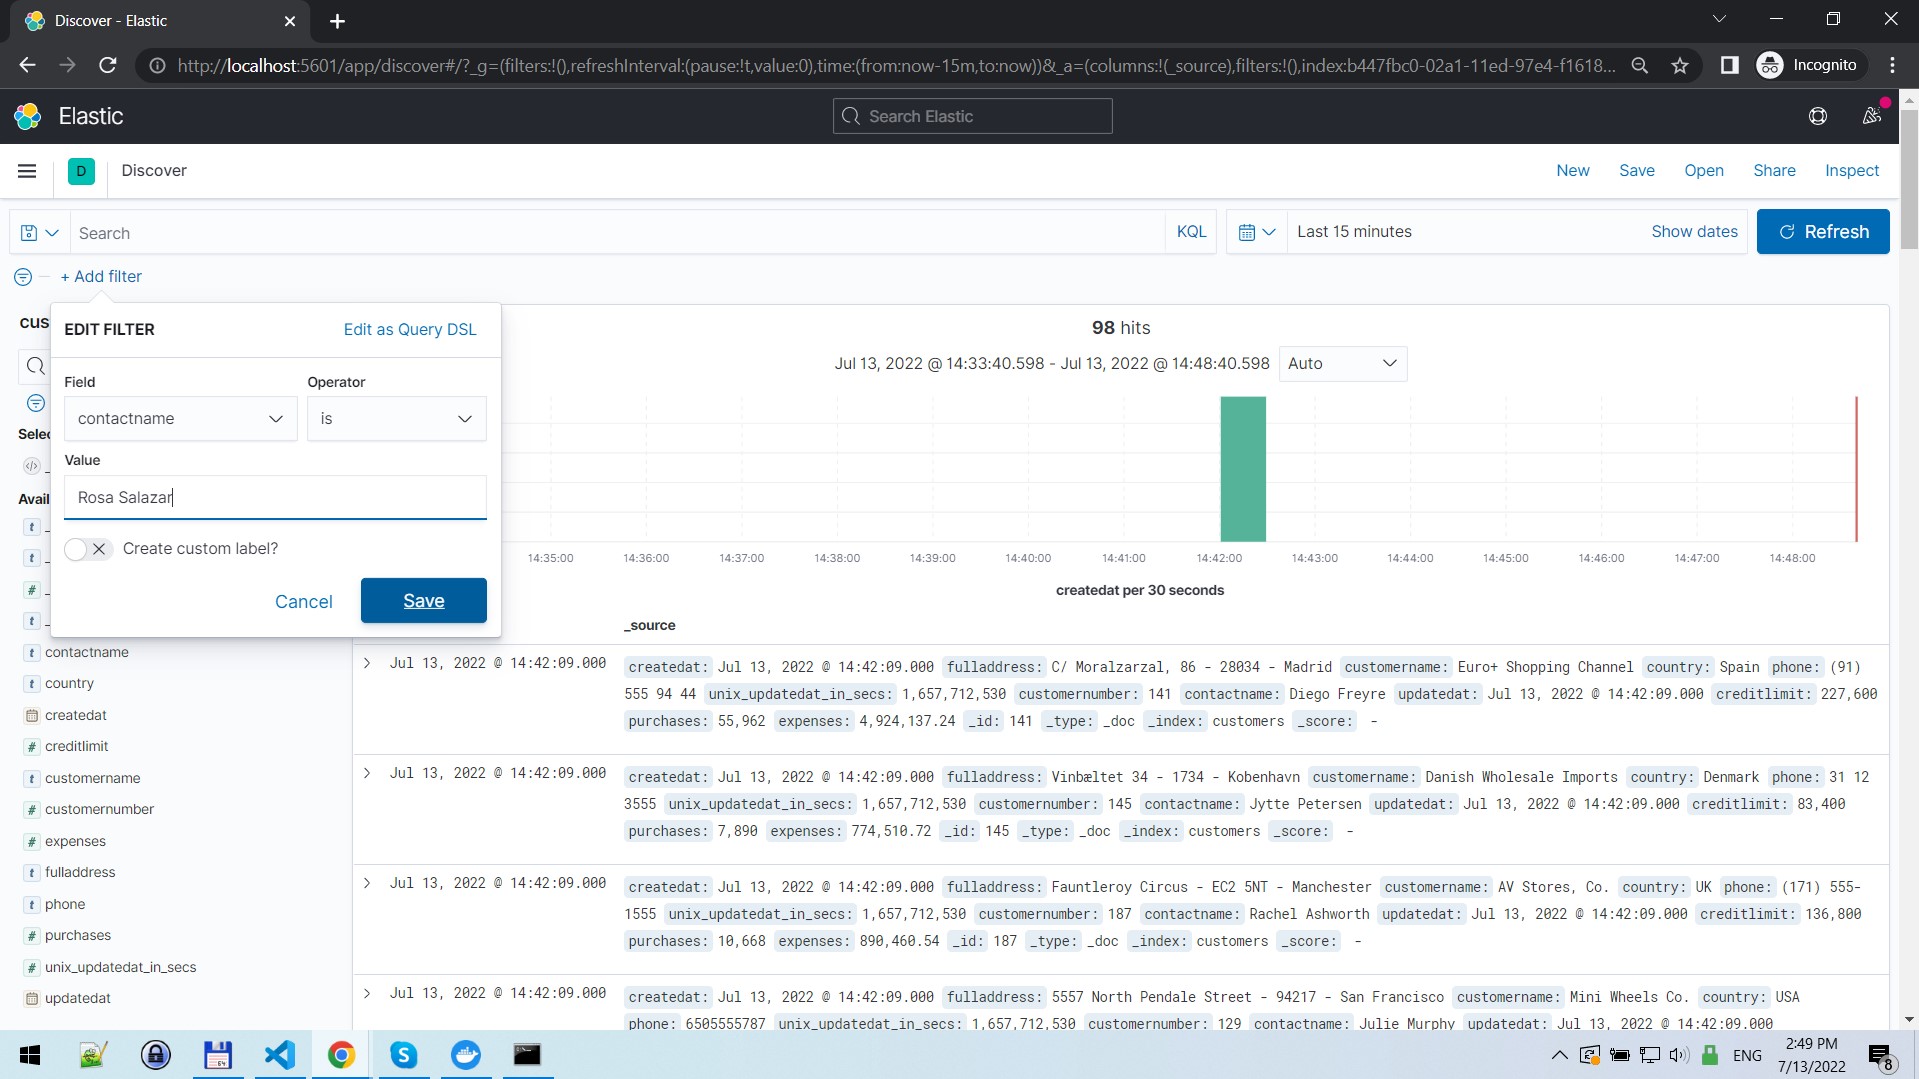 Discover - Elastic
http://localhost:5601/app/discover#/?_g=(filters:!(),refreshInterval:(pause:!t,value:0),time:(from:now-15m,to:now))&_a=(columns:!(_source),filters:!(),index:b447fbc0-02a1-11ed-97e4-f1618...
Incognito
Elastic
Search Elastic
D
Discover
New
Save
Open
Share
Inspect
Search
KQL
Last 15 minutes
Show dates
Refresh
+ Add filter
cus
EDIT FILTER
Edit as Query DSL
Field
Operator
contactname
is
Value
Rosa Salazar
Create custom label?
Cancel
Save
Selec
Avail
t _
t _
# _
t _
t contactname
t country
createdat
# creditlimit
t customername
# customernumber
# expenses
t fulladdress
t phone
# purchases
# unix_updatedat_in_secs
updatedat
98 hits
Jul 13, 2022 @ 14:33:40.598 - Jul 13, 2022 @ 14:48:40.598
Auto
14:35:00 14:36:00 14:37:00 14:38:00 14:39:00 14:40:00 14:41:00 14:42:00 14:43:00 14:44:00 14:45:00 14:46:00 14:47:00 14:48:00
createdat per 30 seconds
_source
Jul 13, 2022 @ 14:42:09.000
createdat: Jul 13, 2022 @ 14:42:09.000 fulladdress: C/ Moralzarzal, 86 - 28034 - Madrid customername: Euro+ Shopping Channel country: Spain phone: (91)
555 94 44 unix_updatedat_in_secs: 1,657,712,530 customernumber: 141 contactname: Diego Freyre updatedat: Jul 13, 2022 @ 14:42:09.000 creditlimit: 227,600
purchases: 55,962 expenses: 4,924,137.24 _id: 141 _type: _doc _index: customers _score: -
Jul 13, 2022 @ 14:42:09.000
createdat: Jul 13, 2022 @ 14:42:09.000 fulladdress: Vinbæltet 34 - 1734 - Kobenhavn customername: Danish Wholesale Imports country: Denmark phone: 31 12
3555 unix_updatedat_in_secs: 1,657,712,530 customernumber: 145 contactname: Jytte Petersen updatedat: Jul 13, 2022 @ 14:42:09.000 creditlimit: 83,400
purchases: 7,890 expenses: 774,510.72 _id: 145 _type: _doc _index: customers _score: -
Jul 13, 2022 @ 14:42:09.000
createdat: Jul 13, 2022 @ 14:42:09.000 fulladdress: Fauntleroy Circus - EC2 5NT - Manchester customername: AV Stores, Co. country: UK phone: (171) 555-
1555 unix_updatedat_in_secs: 1,657,712,530 customernumber: 187 contactname: Rachel Ashworth updatedat: Jul 13, 2022 @ 14:42:09.000 creditlimit: 136,800
purchases: 10,668 expenses: 890,460.54 _id: 187 _type: _doc _index: customers _score: -
Jul 13, 2022 @ 14:42:09.000
createdat: Jul 13, 2022 @ 14:42:09.000 fulladdress: 5557 North Pendale Street - 94217 - San Francisco customername: Mini Wheels Co. country: USA
phone: 6505555787 unix_updatedat_in_secs: 1,657,712,530 customernumber: 129 contactname: Julie Murphy updatedat: Jul 13, 2022 @ 14:42:09.000
64
S
ENG
2:49 PM
7/13/2022
8